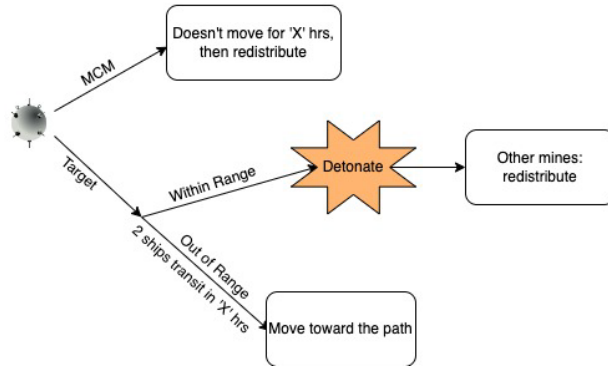 Doesn't move for 'X' hrs,
then redistribute
MCM
Target
Within Range
Detonate
Other mines:
redistribute
Out of Range
2 ships transit in 'X' hrs
Move toward the path